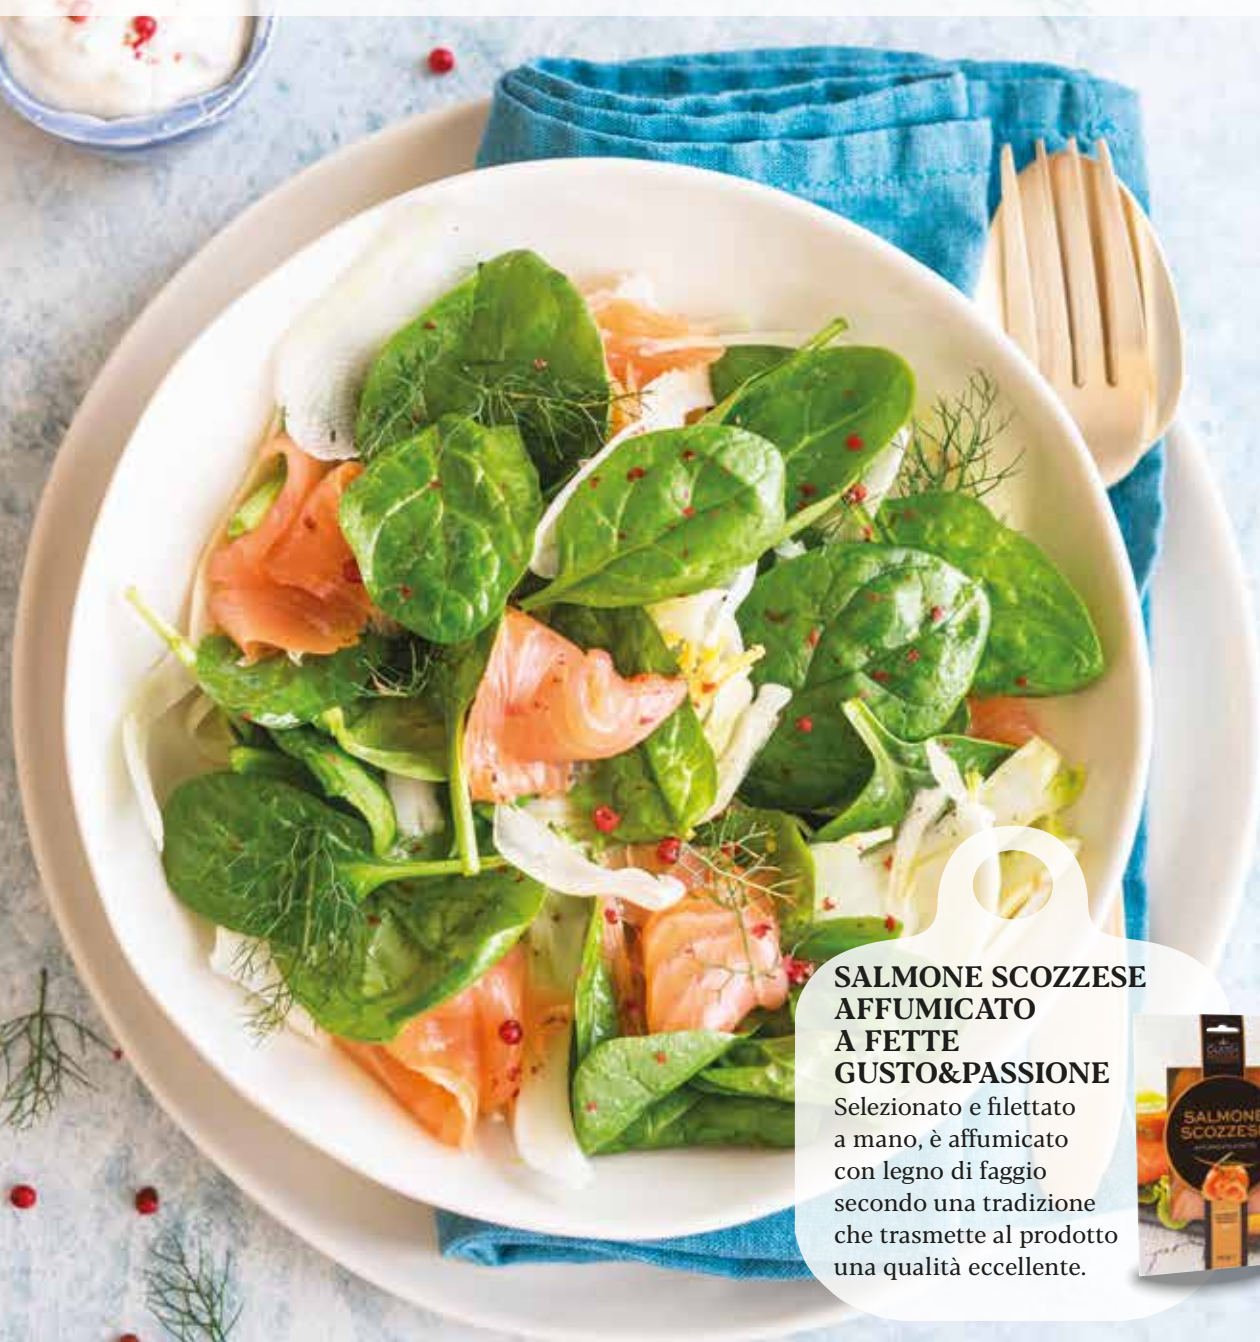 SALMONE SCOZZESE
AFFUMICATO
A FETTE
GUSTO&PASSIONE
Selezionato e filettato
a mano, è affumicato
con legno di faggio
secondo una tradizione
che trasmette al prodotto
una qualità eccellente.
SALMONE
SCOZZESE